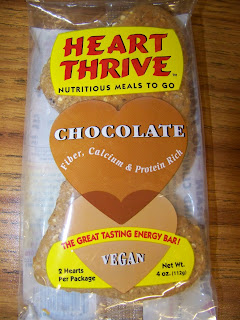 HEART
THRIVE™
NUTRITIOUS MEALS TO GO
CHOCOLATE
Fiber, Calcium & Protein Rich
THE GREAT TASTING ENERGY BAR!
VEGAN
2 Hearts
Per Package
Net Wt.
4 oz. (112g)